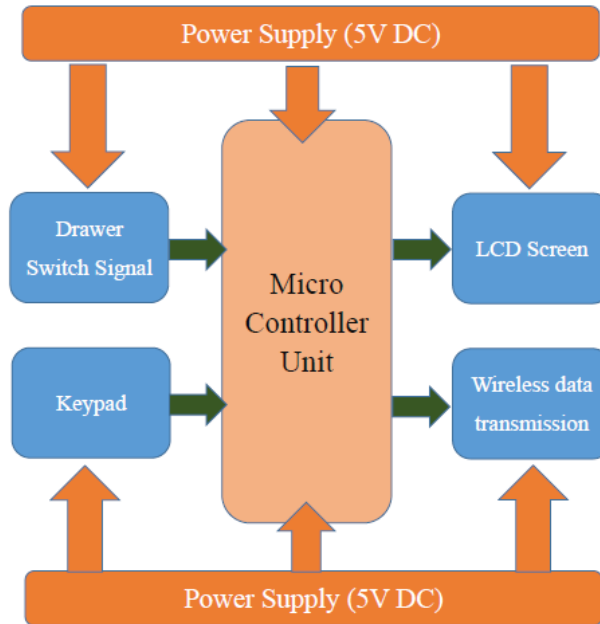 Power Supply (5V DC)
Drawer
Switch Signal
Micro
Controller
Unit
LCD Screen
Keypad
Wireless data
transmission
Power Supply (5V DC)